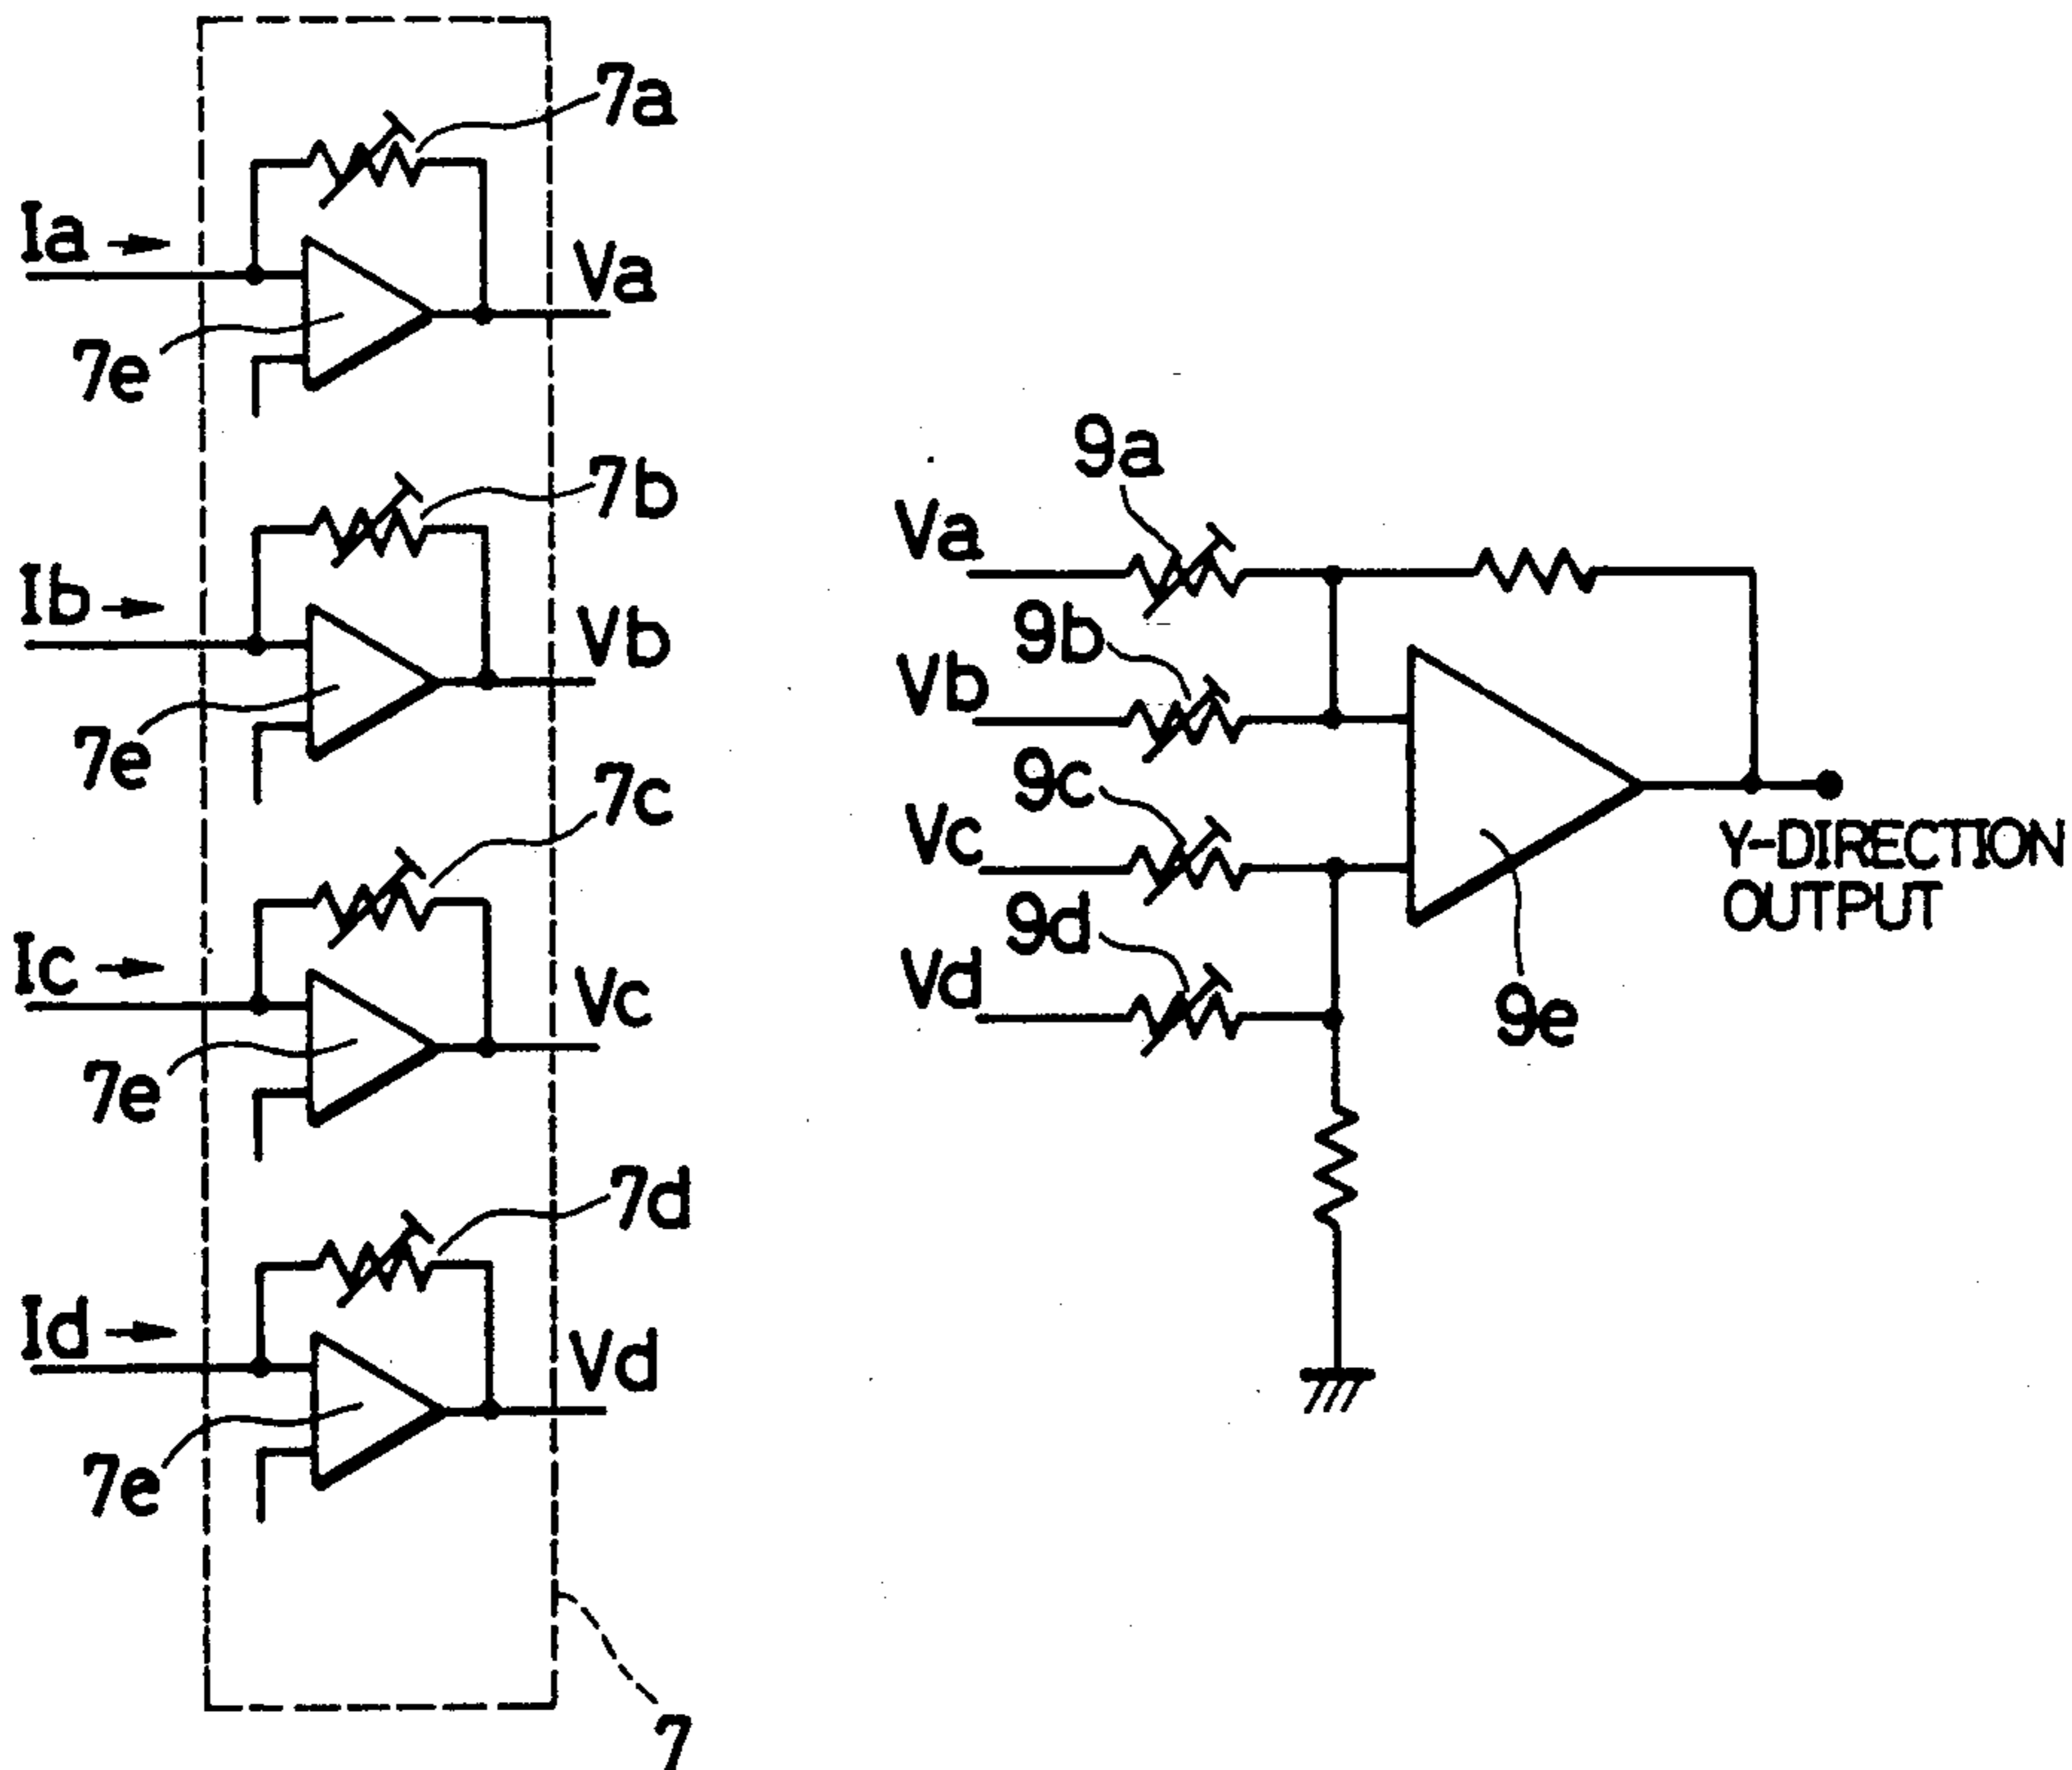 7a
Ia
Va
7e
7b
Ib
Vb
7e
7c
Ic
Vc
7e
7d
Id
Vd
7e
7
9a
Va
9b
Vb
9c
Vc
9d
Vd
9e
Y-DIRECTION
OUTPUT